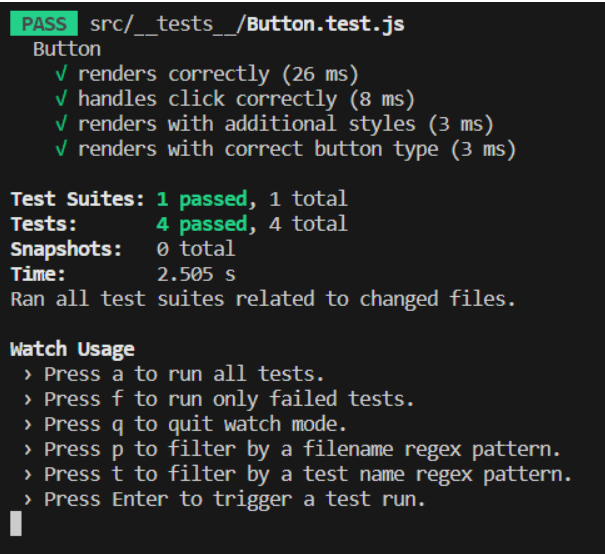 PASS src/__tests__/Button.test.js
Button
√ renders correctly (26 ms)
√ handles click correctly (8 ms)
√ renders with additional styles (3 ms)
√ renders with correct button type (3 ms)
Test Suites: 1 passed, 1 total
Tests: 4 passed, 4 total
Snapshots: 0 total
Time: 2.505 s
Ran all test suites related to changed files.
Watch Usage
› Press a to run all tests.
› Press f to run only failed tests.
› Press q to quit watch mode.
› Press p to filter by a filename regex pattern.
› Press t to filter by a test name regex pattern.
› Press Enter to trigger a test run.